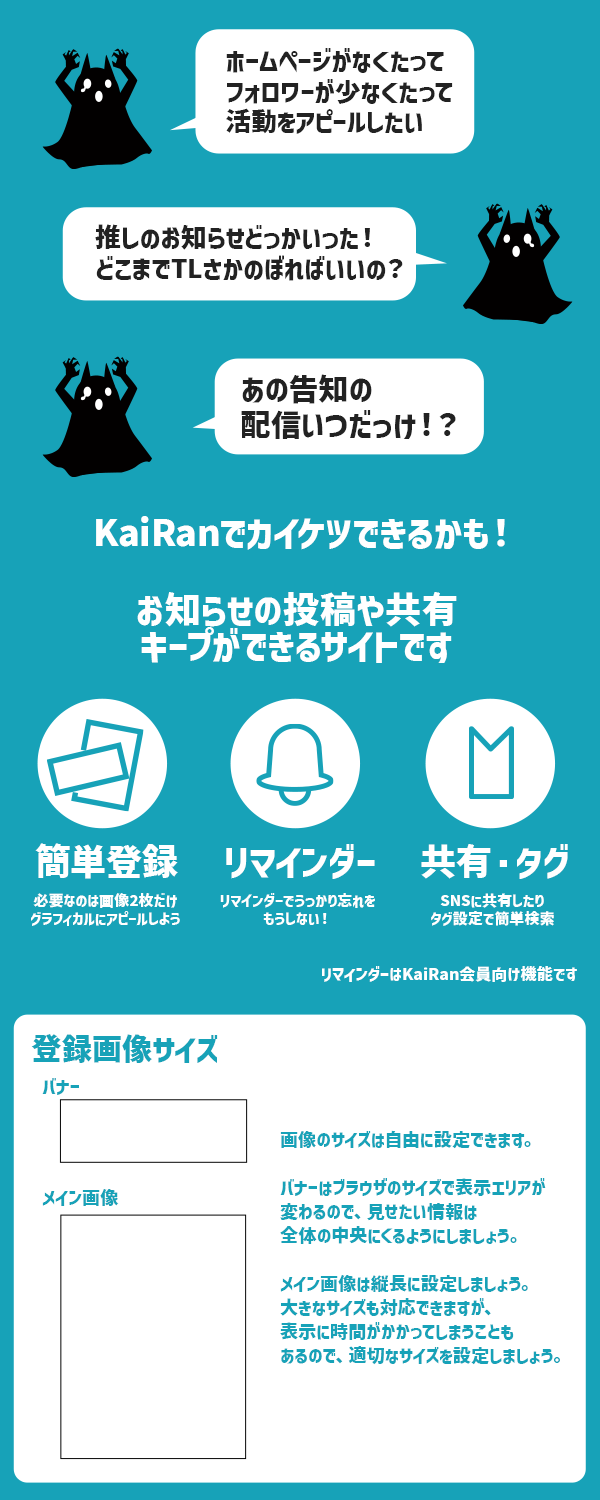 ホームページがなくたって
フォロワーが少なくたって
活動をアピールしたい
推しのお知らせどっかいった！
どこまでTLさかのぼればいいの？
あの告知の
配信いつだっけ！？
KaiRanでカイケツできるかも！
お知らせの投稿や共有
キープができるサイトです
簡単登録
必要なのは画像2枚だけ
グラフィカルにアピールしよう
リマインダー
リマインダーでうっかり忘れを
もうしない！
共有・タグ
SNSに共有したり
タグ設定で簡単検索
リマインダーはKaiRan会員向け機能です
登録画像サイズ
バナー
メイン画像
画像のサイズは自由に設定できます。
バナーはブラウザのサイズで表示エリアが
変わるので、見せたい情報は
全体の中央にくるようにしましょう。
メイン画像は縦長に設定しましょう。
大きなサイズも対応できますが、
表示に時間がかかってしまうことも
あるので、適切なサイズを設定しましょう。